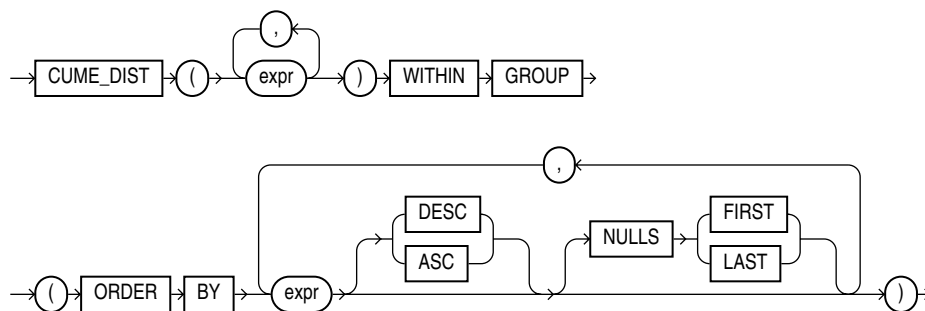 ,
CUME_DIST ( expr ) WITHIN GROUP
,
DESC FIRST
NULLS
ASC LAST
( ORDER BY expr )